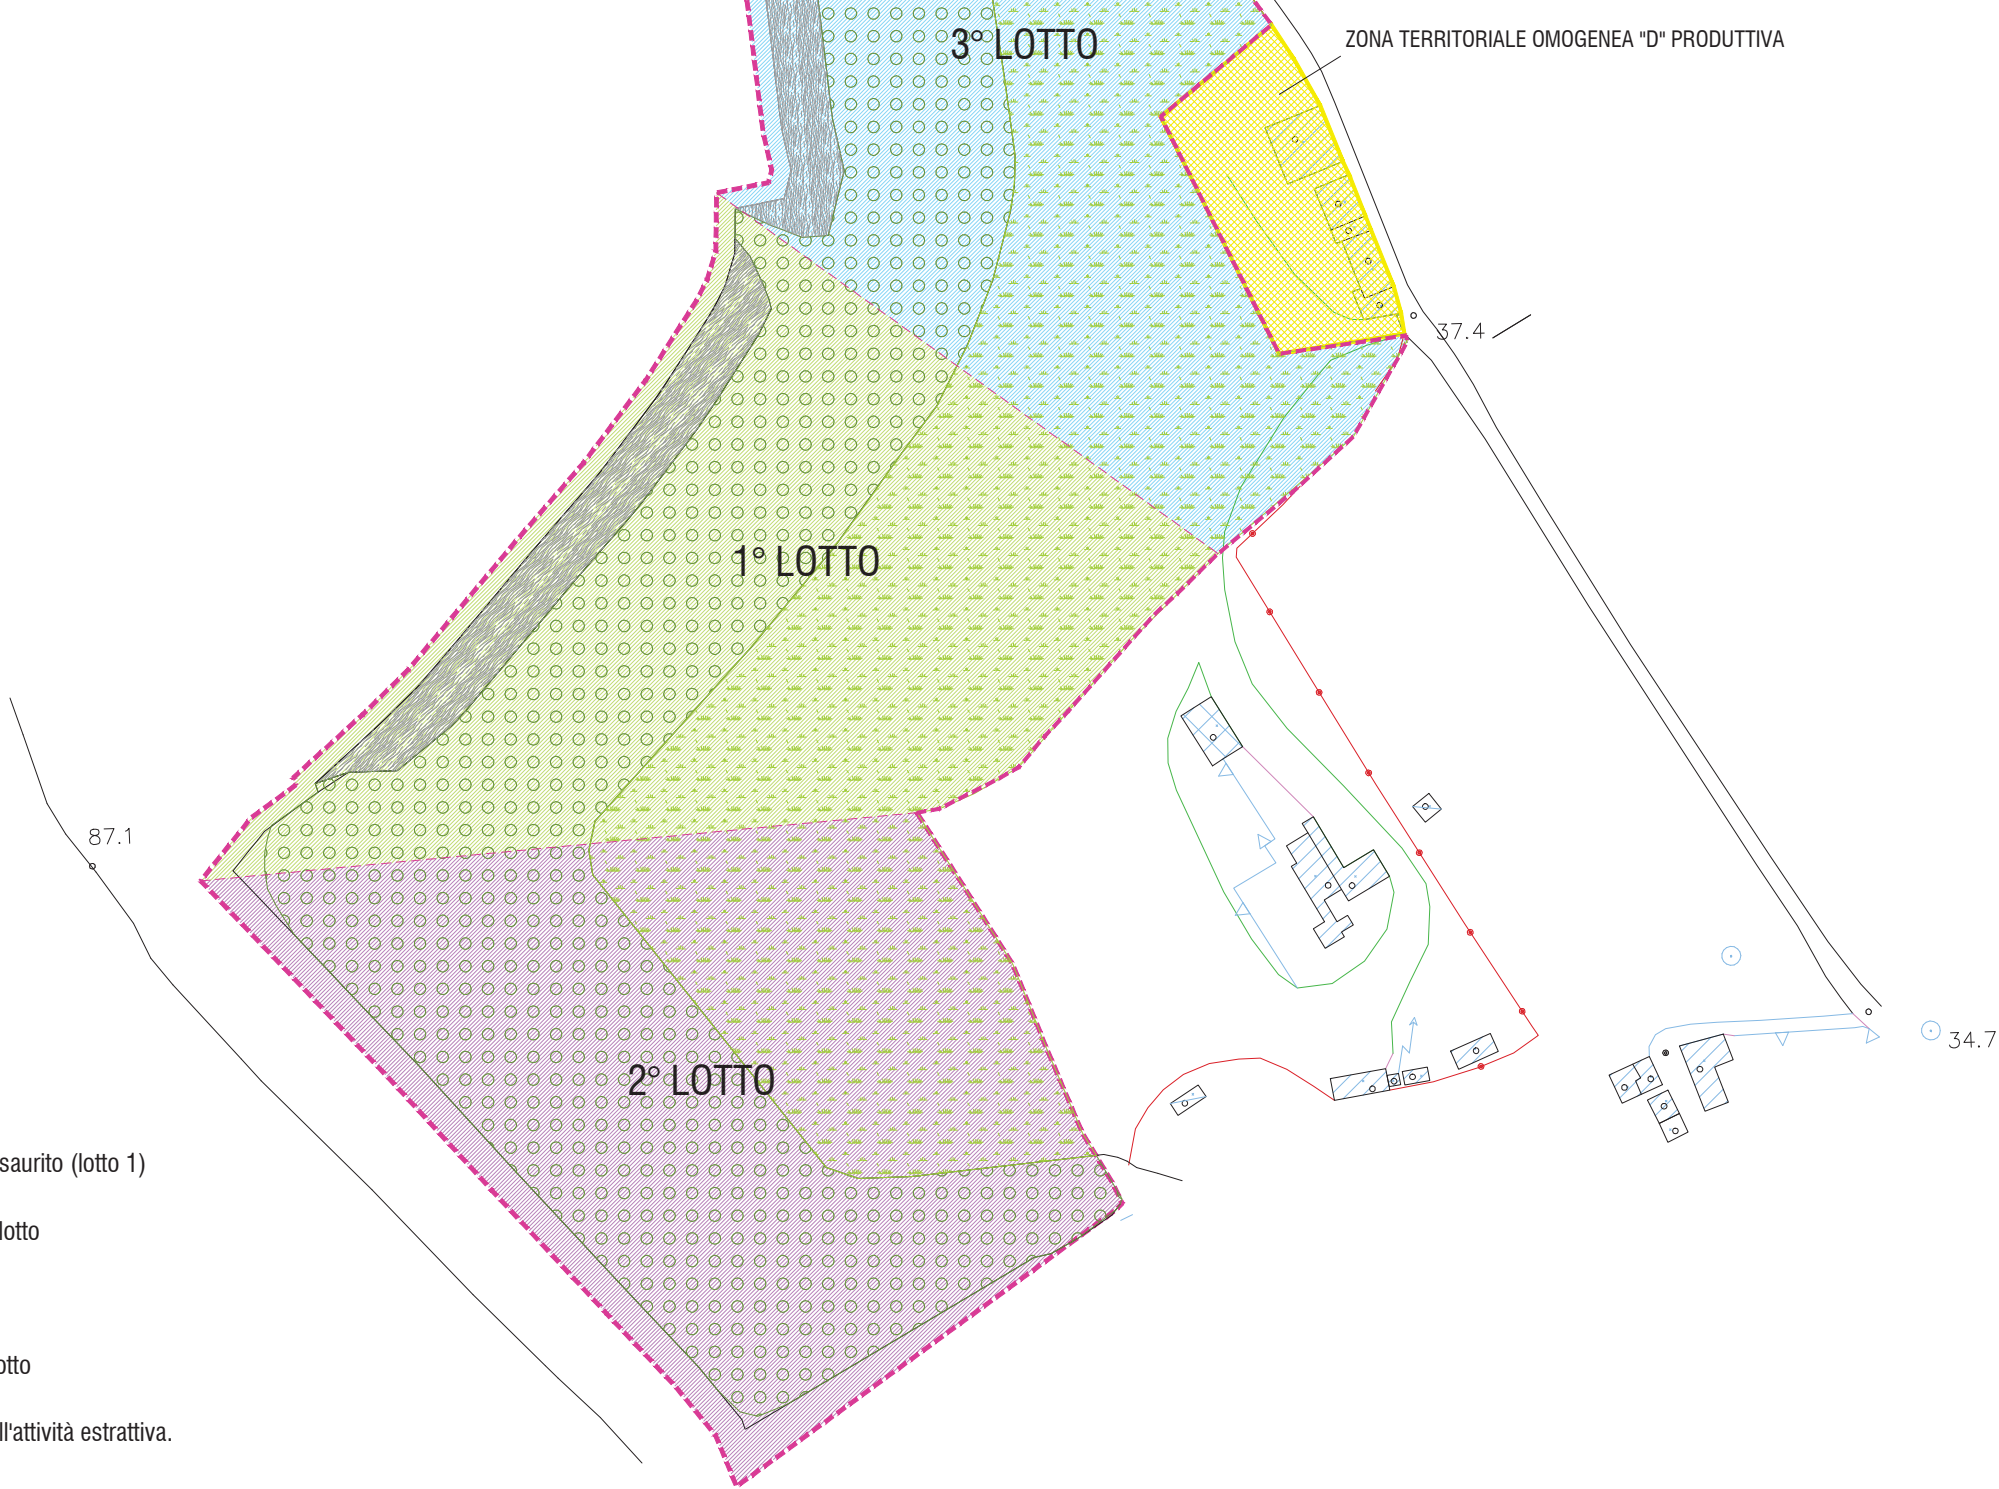 3° LOTTO
ZONA TERRITORIALE OMOGENEA "D" PRODUTTIVA
37.4
1° LOTTO
87.1
34.7
2° LOTTO
saurito (lotto 1)
lotto
otto
ll'attività estrattiva.